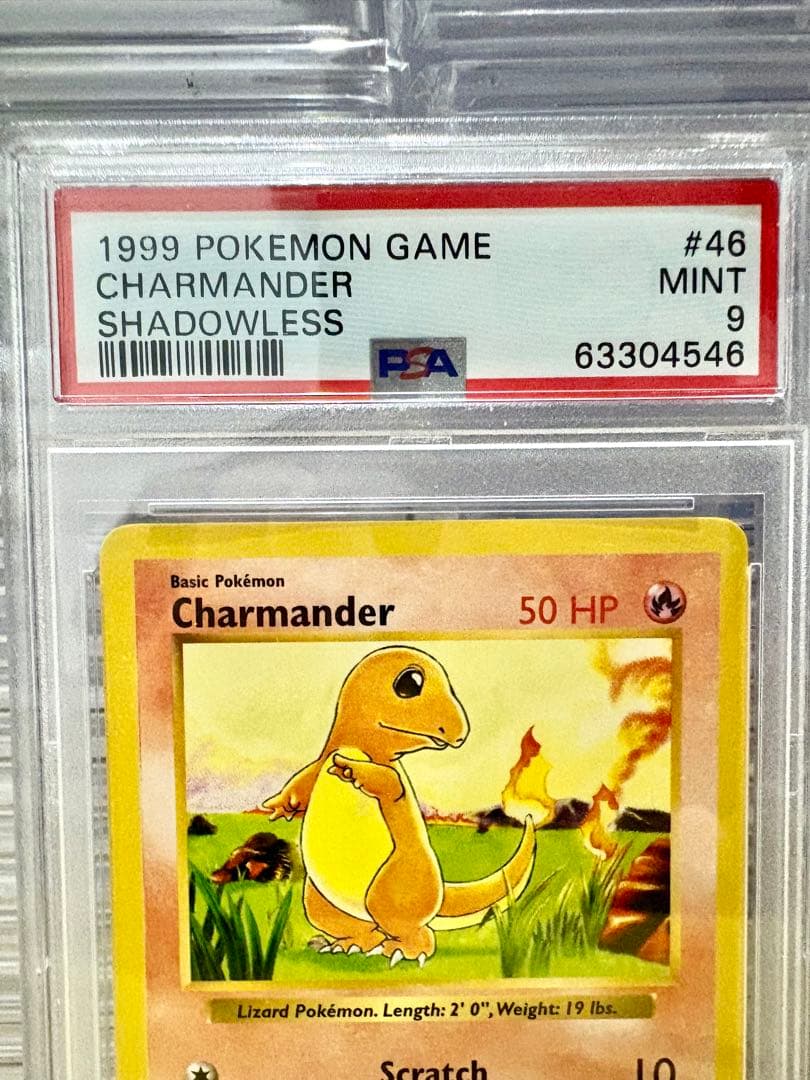 1999 POKEMON GAME #46
CHARMANDER MINT
SHADOWLESS 9
PSA 63304546
Basic Pokémon
Charmander 50 HP
Lizard Pokémon. Length: 2' 0", Weight: 19 lbs.
Scratch 10